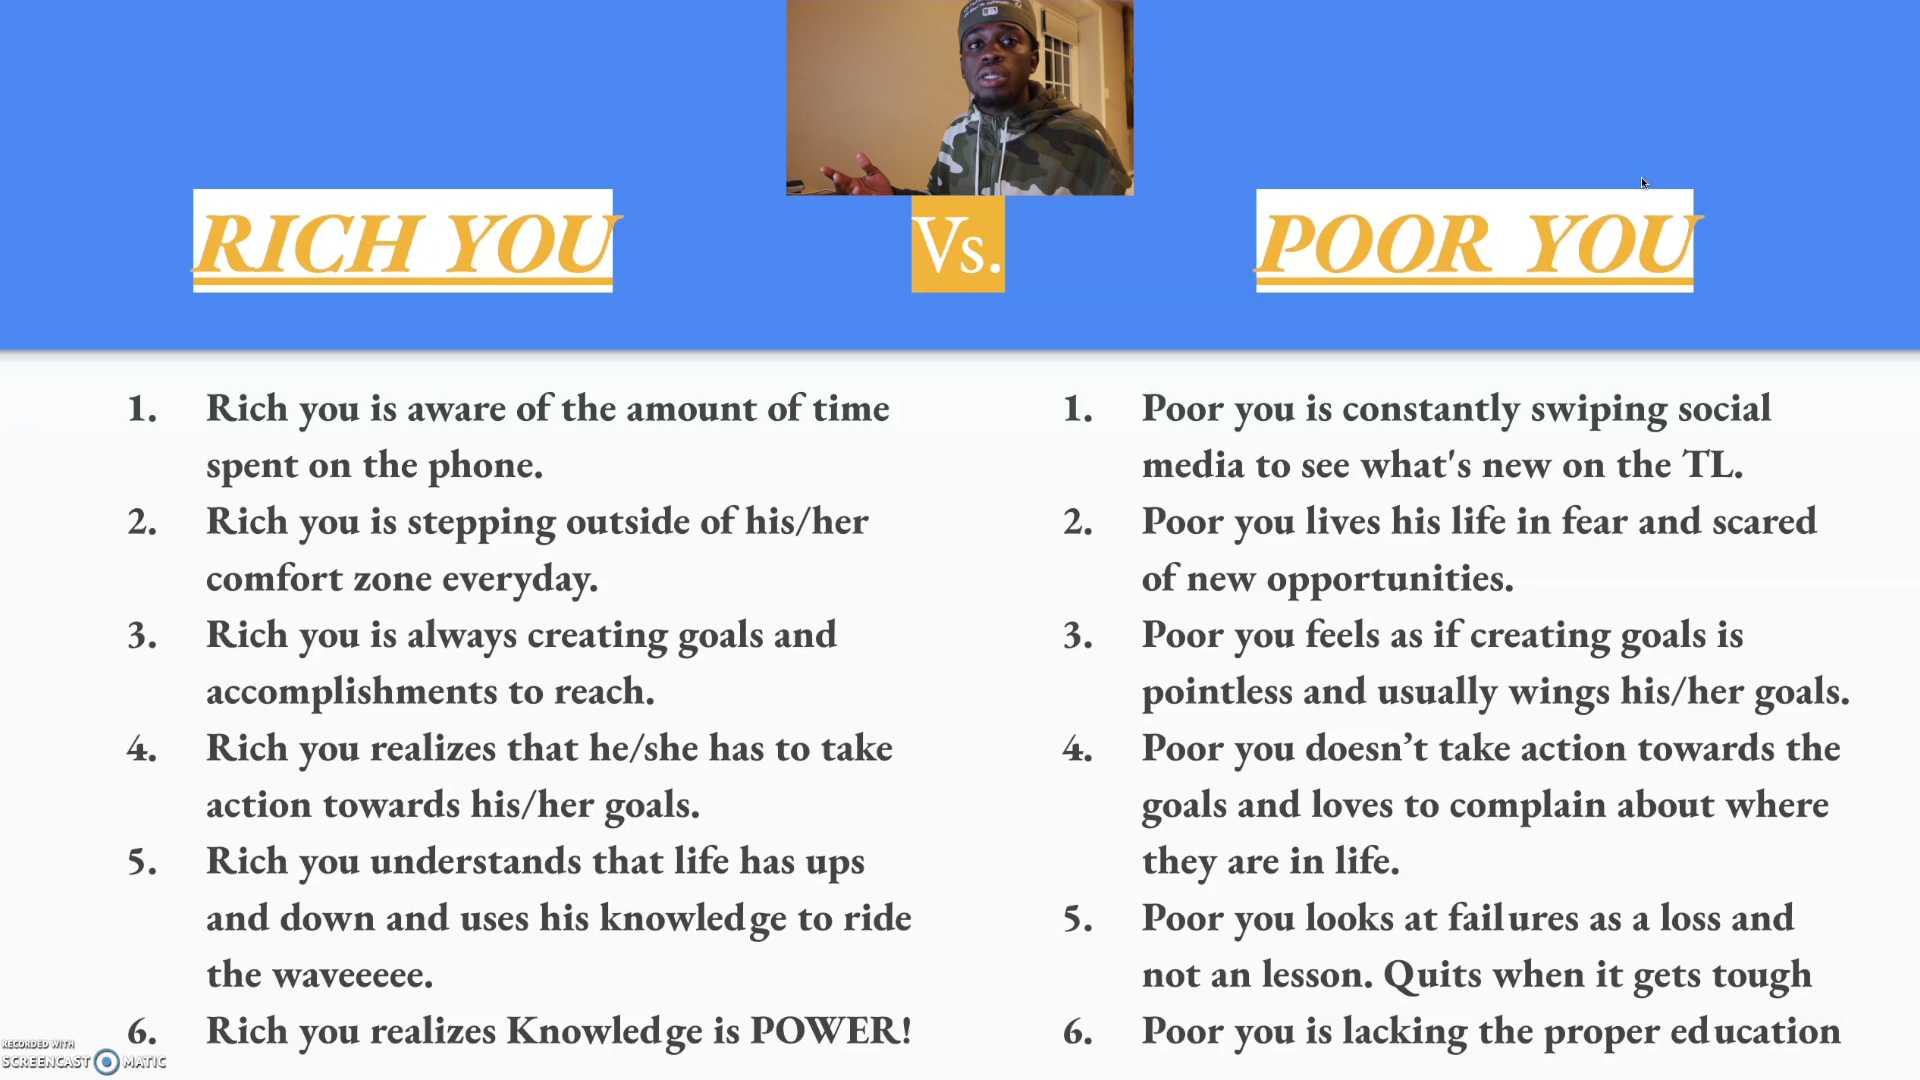 RICH YOU
Vs.
POOR YOU
1. Rich you is aware of the amount of time
spent on the phone.
2. Rich you is stepping outside of his/her
comfort zone everyday.
3. Rich you is always creating goals and
accomplishments to reach.
4. Rich you realizes that he/she has to take
action towards his/her goals.
5. Rich you understands that life has ups
and down and uses his knowledge to ride
the waveeeee.
6. Rich you realizes Knowledge is POWER!
1. Poor you is constantly swiping social
media to see what's new on the TL.
2. Poor you lives his life in fear and scared
of new opportunities.
3. Poor you feels as if creating goals is
pointless and usually wings his/her goals.
4. Poor you doesn’t take action towards the
goals and loves to complain about where
they are in life.
5. Poor you looks at failures as a loss and
not an lesson. Quits when it gets tough
6. Poor you is lacking the proper education
RECORDED WITH
SCREENCAST MATIC